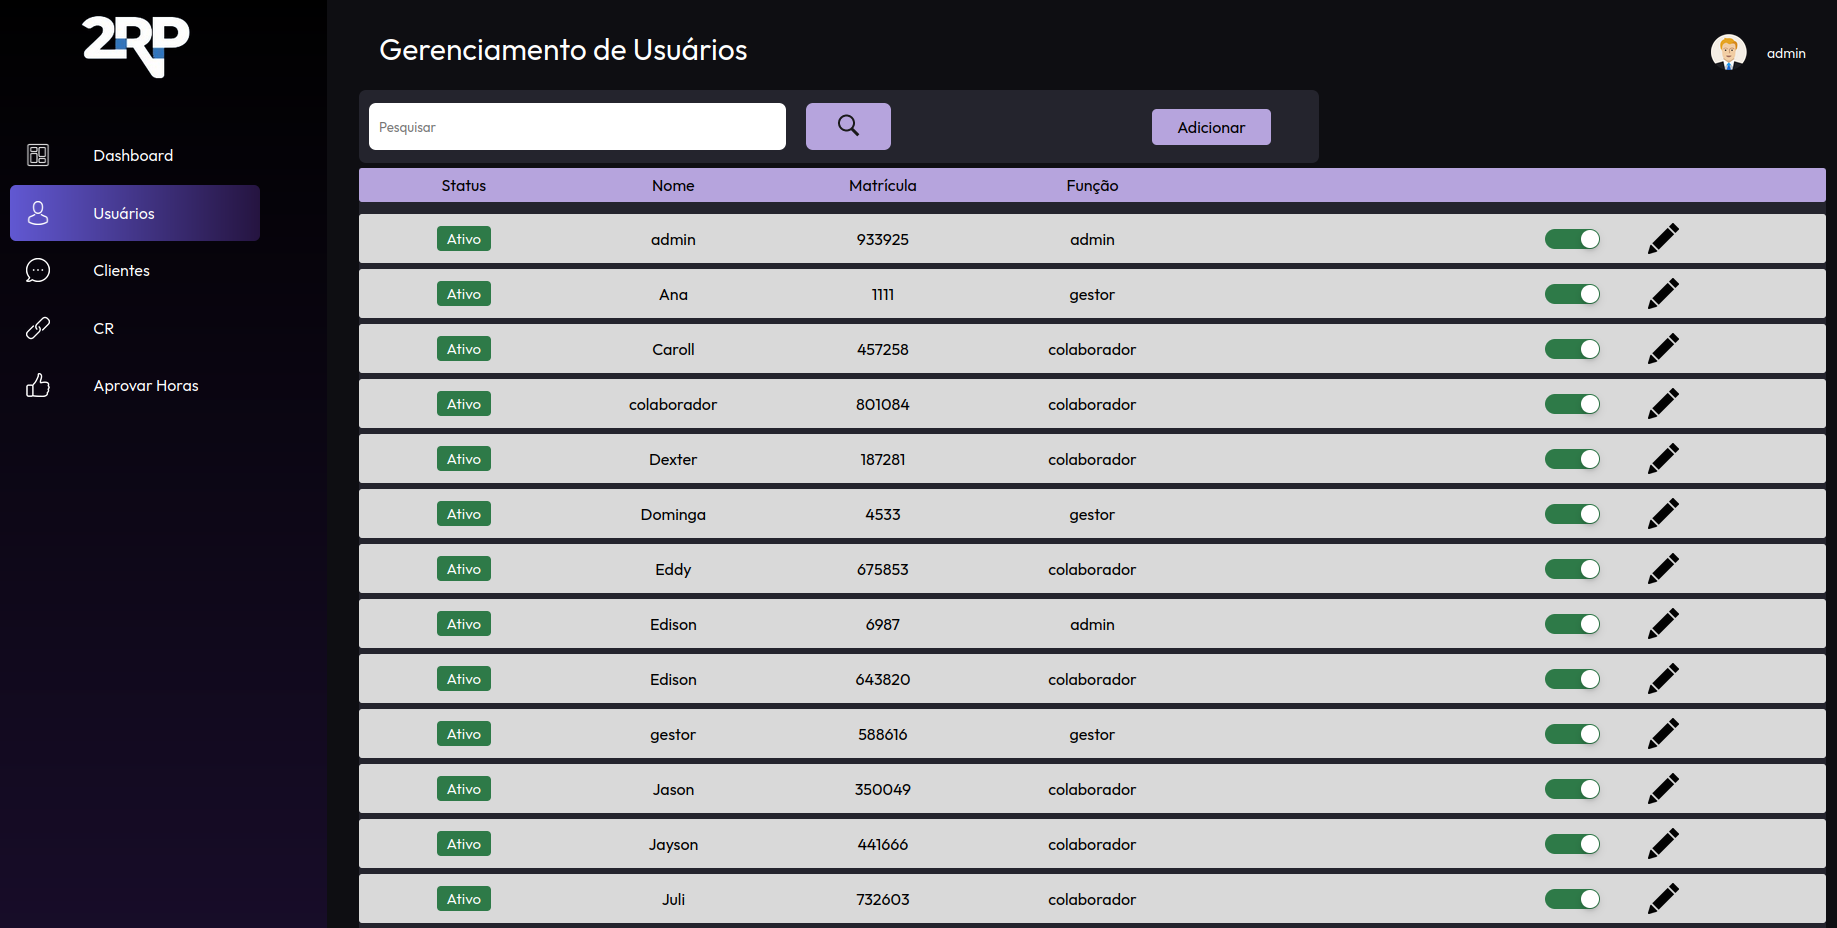 2RP
Gerenciamento de Usuários
admin
Pesquisar
Adicionar
Dashboard
Usuários
Clientes
CR
Aprovar Horas
Status Nome Matrícula Função
Ativo admin 933925 admin
Ativo Ana 1111 gestor
Ativo Caroll 457258 colaborador
Ativo colaborador 801084 colaborador
Ativo Dexter 187281 colaborador
Ativo Dominga 4533 gestor
Ativo Eddy 675853 colaborador
Ativo Edison 6987 admin
Ativo Edison 643820 colaborador
Ativo gestor 588616 gestor
Ativo Jason 350049 colaborador
Ativo Jayson 441666 colaborador
Ativo Juli 732603 colaborador